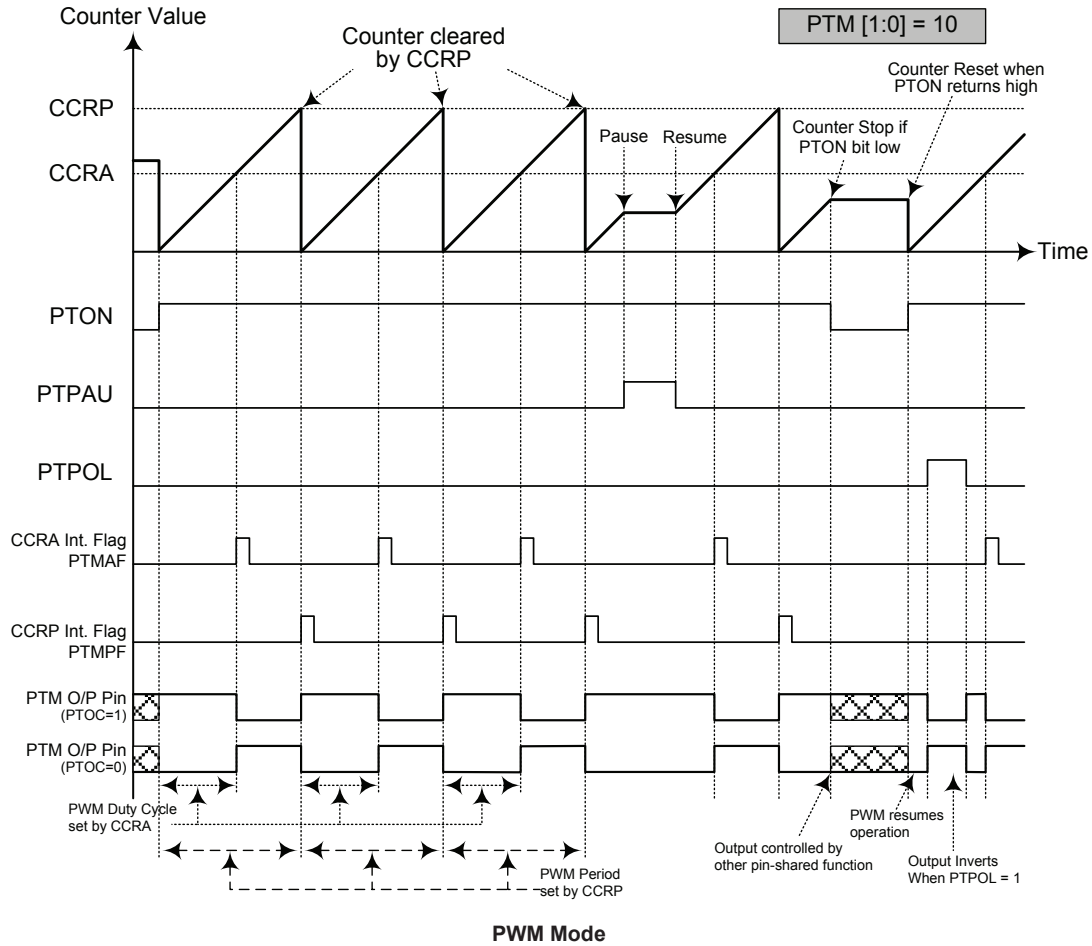 Counter Value
PTM [1:0] = 10
Counter cleared
by CCRP
Counter Reset when
PTON returns high
CCRP
Pause
Resume
Counter Stop if
PTON bit low
CCRA
Time
PTON
PTPAU
PTPOL
CCRA Int. Flag
PTMAF
CCRP Int. Flag
PTMPF
PTM O/P Pin
(PTOC=1)
PTM O/P Pin
(PTOC=0)
PWM Duty Cycle
set by CCRA
PWM resumes
operation
Output controlled by
other pin-shared function
Output Inverts
When PTPOL = 1
PWM Period
set by CCRP
PWM Mode